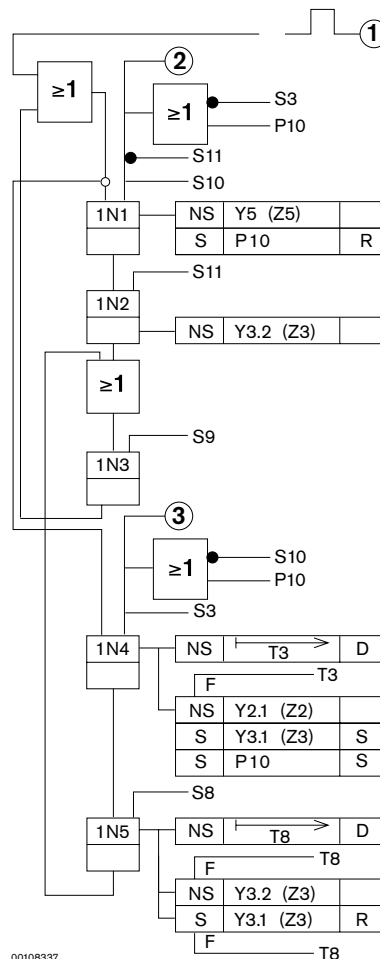 1
2
≥1
≥1
S3
P10
S11
S10
1N1
NS Y5 (Z5)
S P10 R
S11
1N2
NS Y3.2 (Z3)
≥1
S9
1N3
3
≥1
S10
P10
S3
1N4
NS T3 D
T3
F
NS Y2.1 (Z2)
S Y3.1 (Z3) S
S P10 S
S8
1N5
NS T8 D
T8
F
NS Y3.2 (Z3)
S Y3.1 (Z3) R
F
T8
00108337